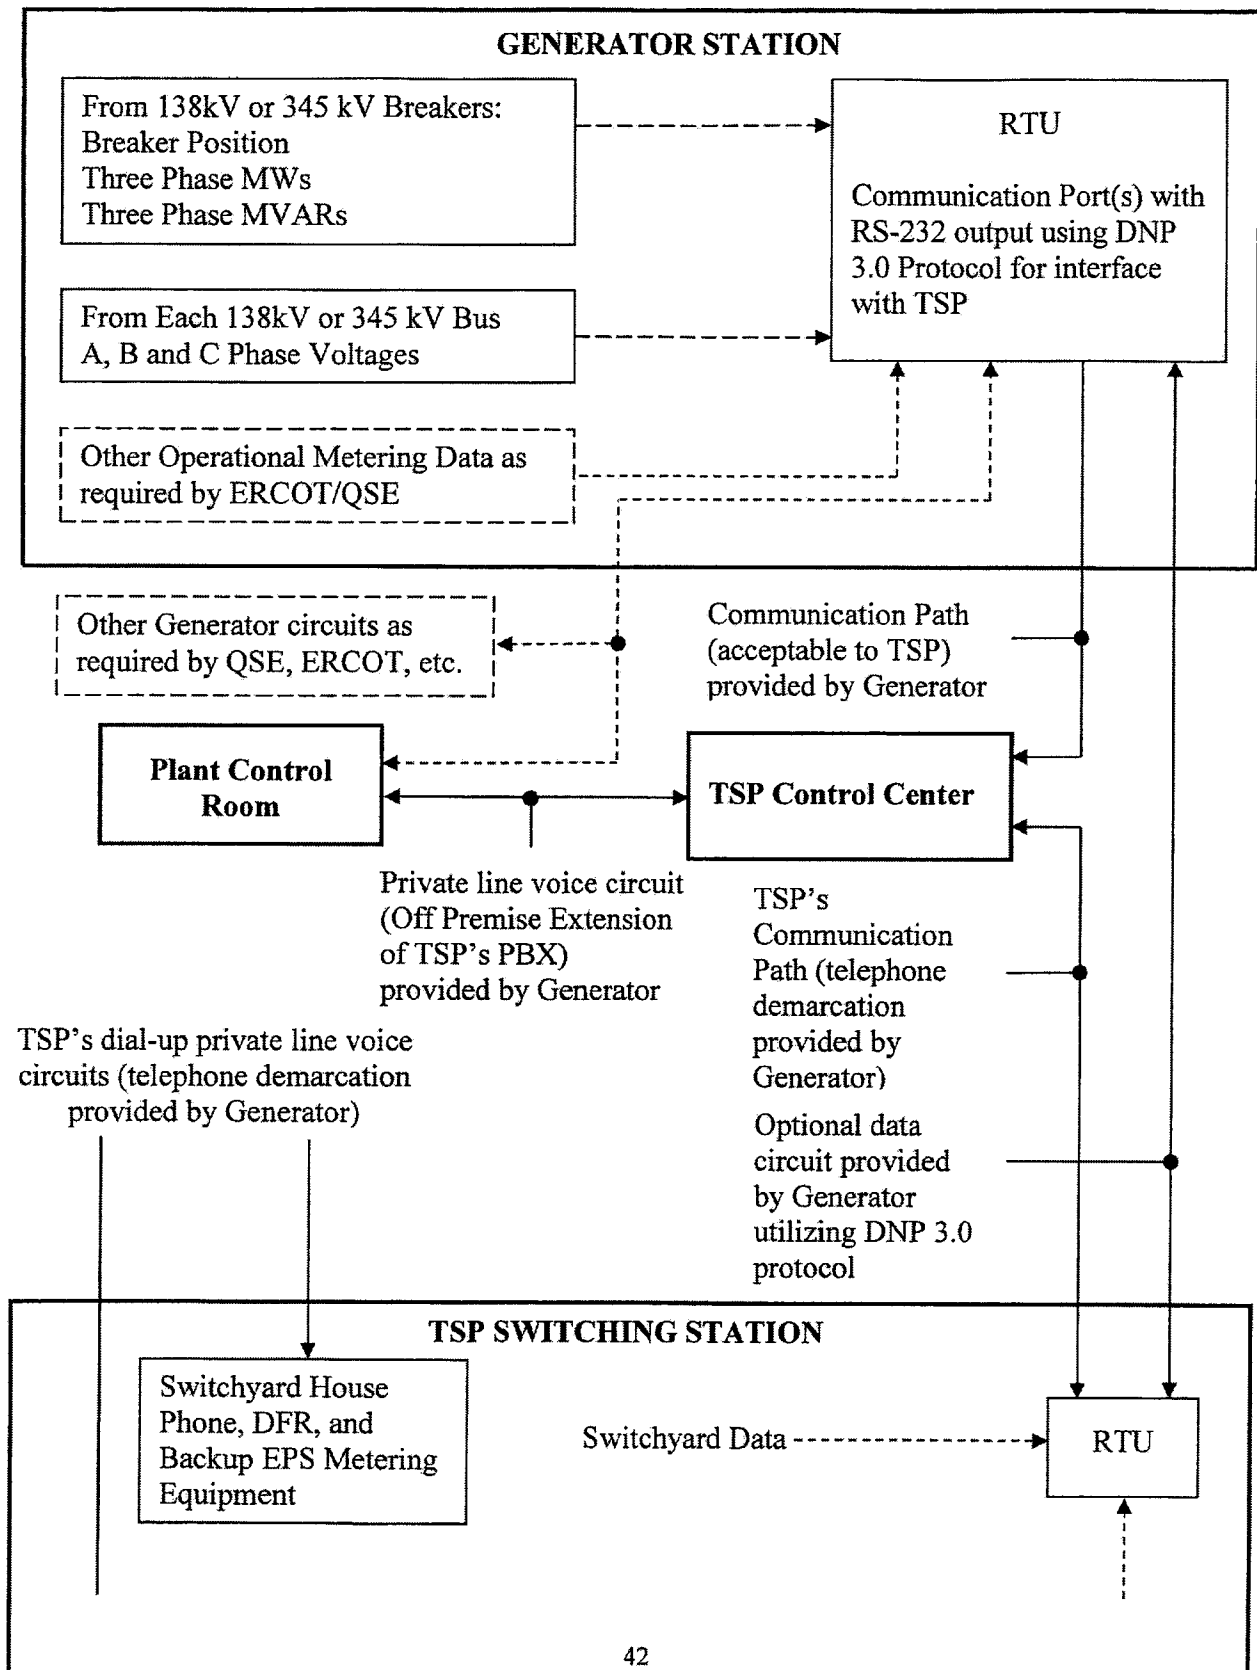 GENERATOR STATION
From 138kV or 345 kV Breakers:
Breaker Position
Three Phase MWs
Three Phase MVARs
RTU
Communication Port(s) with
RS-232 output using DNP
3.0 Protocol for interface
with TSP
From Each 138kV or 345 kV Bus
A, B and C Phase Voltages
Other Operational Metering Data as
required by ERCOT/QSE
Other Generator circuits as
required by QSE, ERCOT, etc.
Communication Path
(acceptable to TSP)
provided by Generator
Plant Control
Room
TSP Control Center
Private line voice circuit
(Off Premise Extension
of TSP's PBX)
provided by Generator
TSP's
Communication
Path (telephone
demarcation
provided by
Generator)
TSP's dial-up private line voice
circuits (telephone demarcation
provided by Generator)
Optional data
circuit provided
by Generator
utilizing DNP 3.0
protocol
TSP SWITCHING STATION
Switchyard House
Phone, DFR, and
Backup EPS Metering
Equipment
Switchyard Data
RTU
42